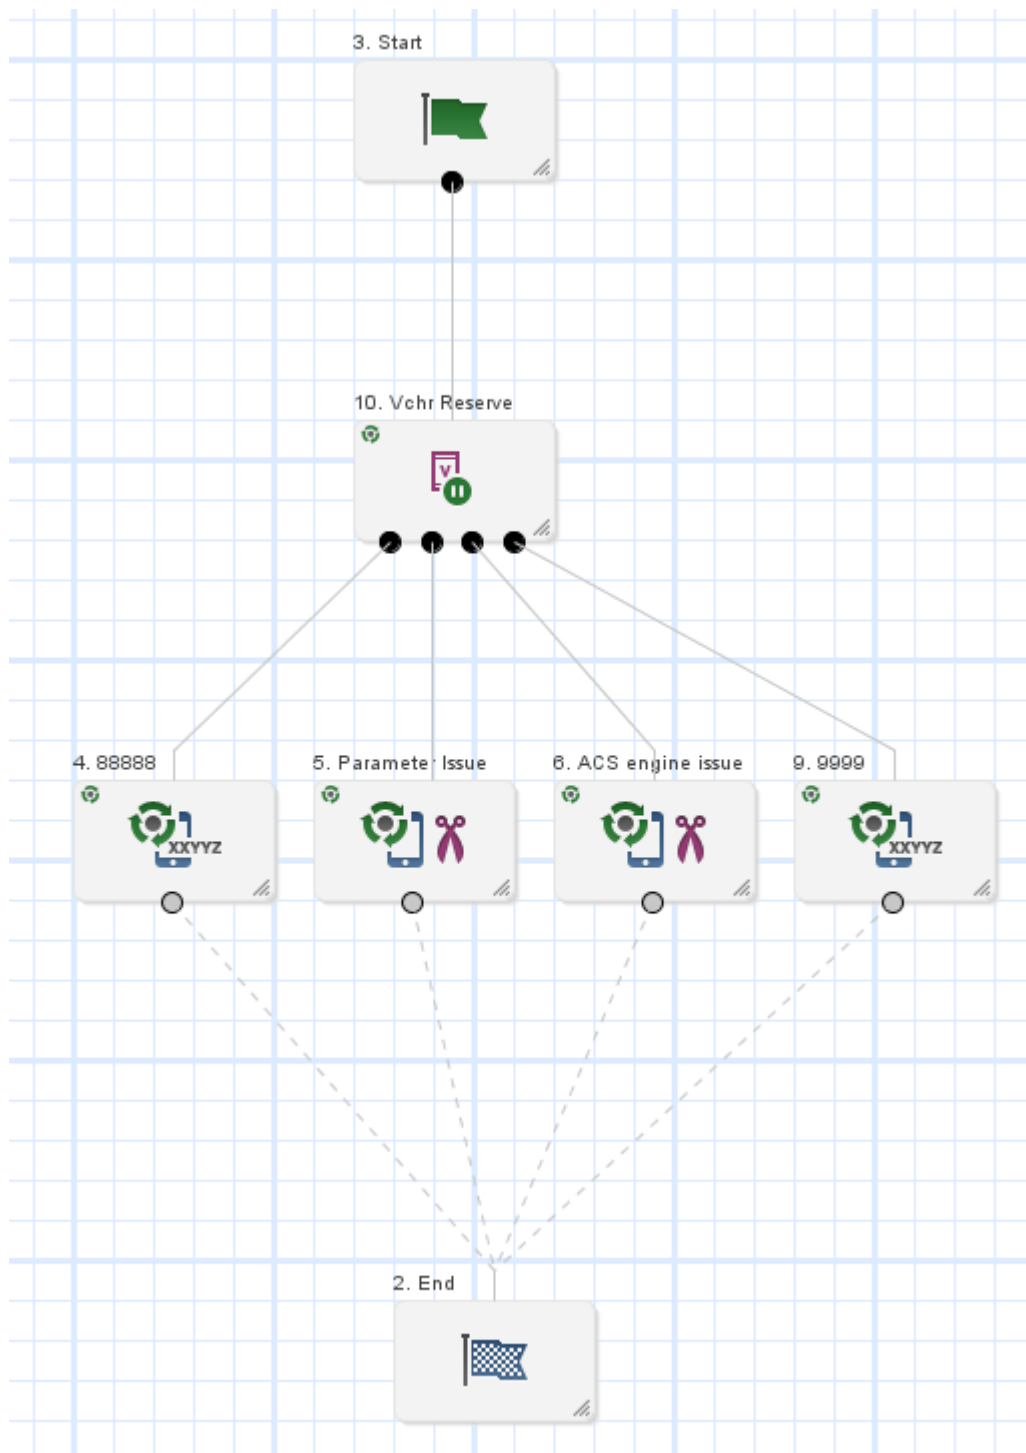 3. Start
10. Vchr Reserve
V
4. 88888
5. Parameter Issue
6. ACS engine issue
9. 9999
XXYYZ
XXYYZ
2. End